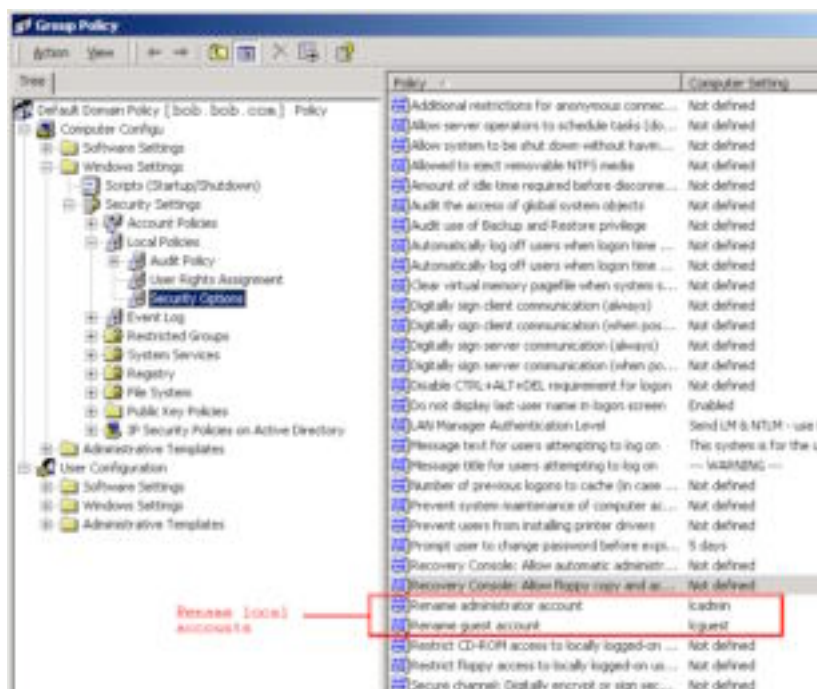 Group Policy
Action View
Tree
Default Domain Policy [bob.bob.com] Policy
Computer Configu
Software Settings
Windows Settings
Scripts (Startup/Shutdown)
Security Settings
Account Policies
Local Policies
Audit Policy
User Rights Assignment
Security Options
Event Log
Restricted Groups
System Services
Registry
File System
Public Key Policies
IP Security Policies on Active Directory
Administrative Templates
User Configuration
Software Settings
Windows Settings
Administrative Templates
Policy Computer Setting
Additional restrictions for anonymous connec... Not defined
Allow server operators to schedule tasks (do... Not defined
Allow system to be shut down without havin... Not defined
Allowed to eject removable NTFS media Not defined
Amount of idle time required before disconne... Not defined
Audit the access of global system objects Not defined
Audit use of Backup and Restore privilege Not defined
Automatically log off users when logon time ... Not defined
Automatically log off users when logon time ... Not defined
Clear virtual memory pagefile when system s... Not defined
Digitally sign client communication (always) Not defined
Digitally sign client communication (when pos... Not defined
Digitally sign server communication (always) Not defined
Digitally sign server communication (when po... Not defined
Disable CTRL+ALT+DEL requirement for logon Not defined
Do not display last user name in logon screen Enabled
LAN Manager Authentication Level Send LM & NTLM - use
Message text for users attempting to log on This system is for the u
Message title for users attempting to log on --- WARNING ---
Number of previous logons to cache (in case ... Not defined
Prevent system maintenance of computer ac... Not defined
Prevent users from installing printer drivers Not defined
Prompt user to change password before expi... 5 days
Recovery Console: Allow automatic administr... Not defined
Recovery Console: Allow floppy copy and ac... Not defined
Rename administrator account lcadmin
Rename guest account lcguest
Restrict CD-ROM access to locally logged-on ... Not defined
Restrict floppy access to locally logged-on us... Not defined
Secure channel: Digitally encrypt or sign sec... Not defined
Rename local
accounts